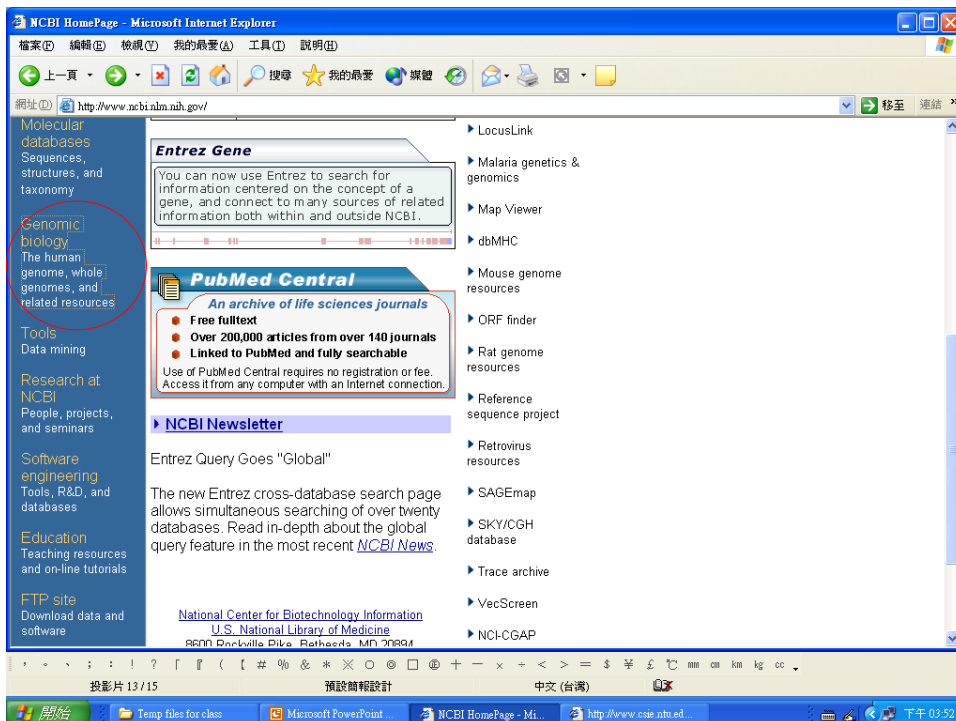 NCBI HomePage - Microsoft Internet Explorer
檔案(F) 編輯(E) 檢視(V) 我的最愛(A) 工具(T) 說明(H)
上一頁 搜尋 我的最愛 媒體
網址(D) http://www.ncbi.nlm.nih.gov/ 移至 連結 »
Molecular
databases
Sequences,
structures, and
taxonomy
Genomic
biology
The human
genome, whole
genomes, and
related resources
Tools
Data mining
Research at
NCBI
People, projects,
and seminars
Software
engineering
Tools, R&D, and
databases
Education
Teaching resources
and on-line tutorials
FTP site
Download data and
software
Entrez Gene
You can now use Entrez to search for
information centered on the concept of a
gene, and connect to many sources of related
information both within and outside NCBI.
PubMed Central
An archive of life sciences journals
Free fulltext
Over 200,000 articles from over 140 journals
Linked to PubMed and fully searchable
Use of PubMed Central requires no registration or fee.
Access it from any computer with an Internet connection.
NCBI Newsletter
Entrez Query Goes "Global"
The new Entrez cross-database search page
allows simultaneous searching of over twenty
databases. Read in-depth about the global
query feature in the most recent NCBI News.
National Center for Biotechnology Information
U.S. National Library of Medicine
8600 Rockville Pike, Bethesda, MD 20894
LocusLink
Malaria genetics &
genomics
Map Viewer
dbMHC
Mouse genome
resources
ORF finder
Rat genome
resources
Reference
sequence project
Retrovirus
resources
SAGEmap
SKY/CGH
database
Trace archive
VecScreen
NCI-CGAP
, 。 、 ; : ! ? 「 『 ( 【 # % & * ※ ○ ◎ □ ⊕ + － × ÷ < > = $ ¥ £ ℃ mm cm km kg cc
投影片 13 / 15 預設簡報設計 中文 (台灣)
開始 Temp files for class Microsoft PowerPoint ... NCBI HomePage - Mi... http://www.csie.ntu.ed... 下午 03:52